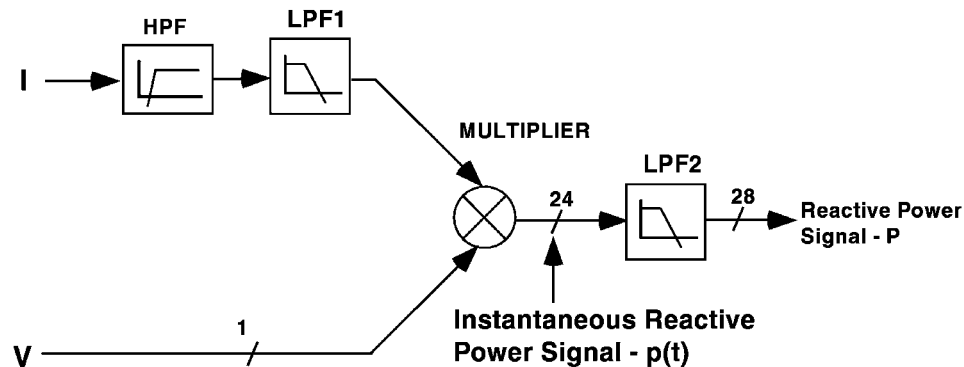 HPF
LPF1
I
MULTIPLIER
LPF2
24
28
Reactive Power
Signal - P
1
Instantaneous Reactive
Power Signal - p(t)
V